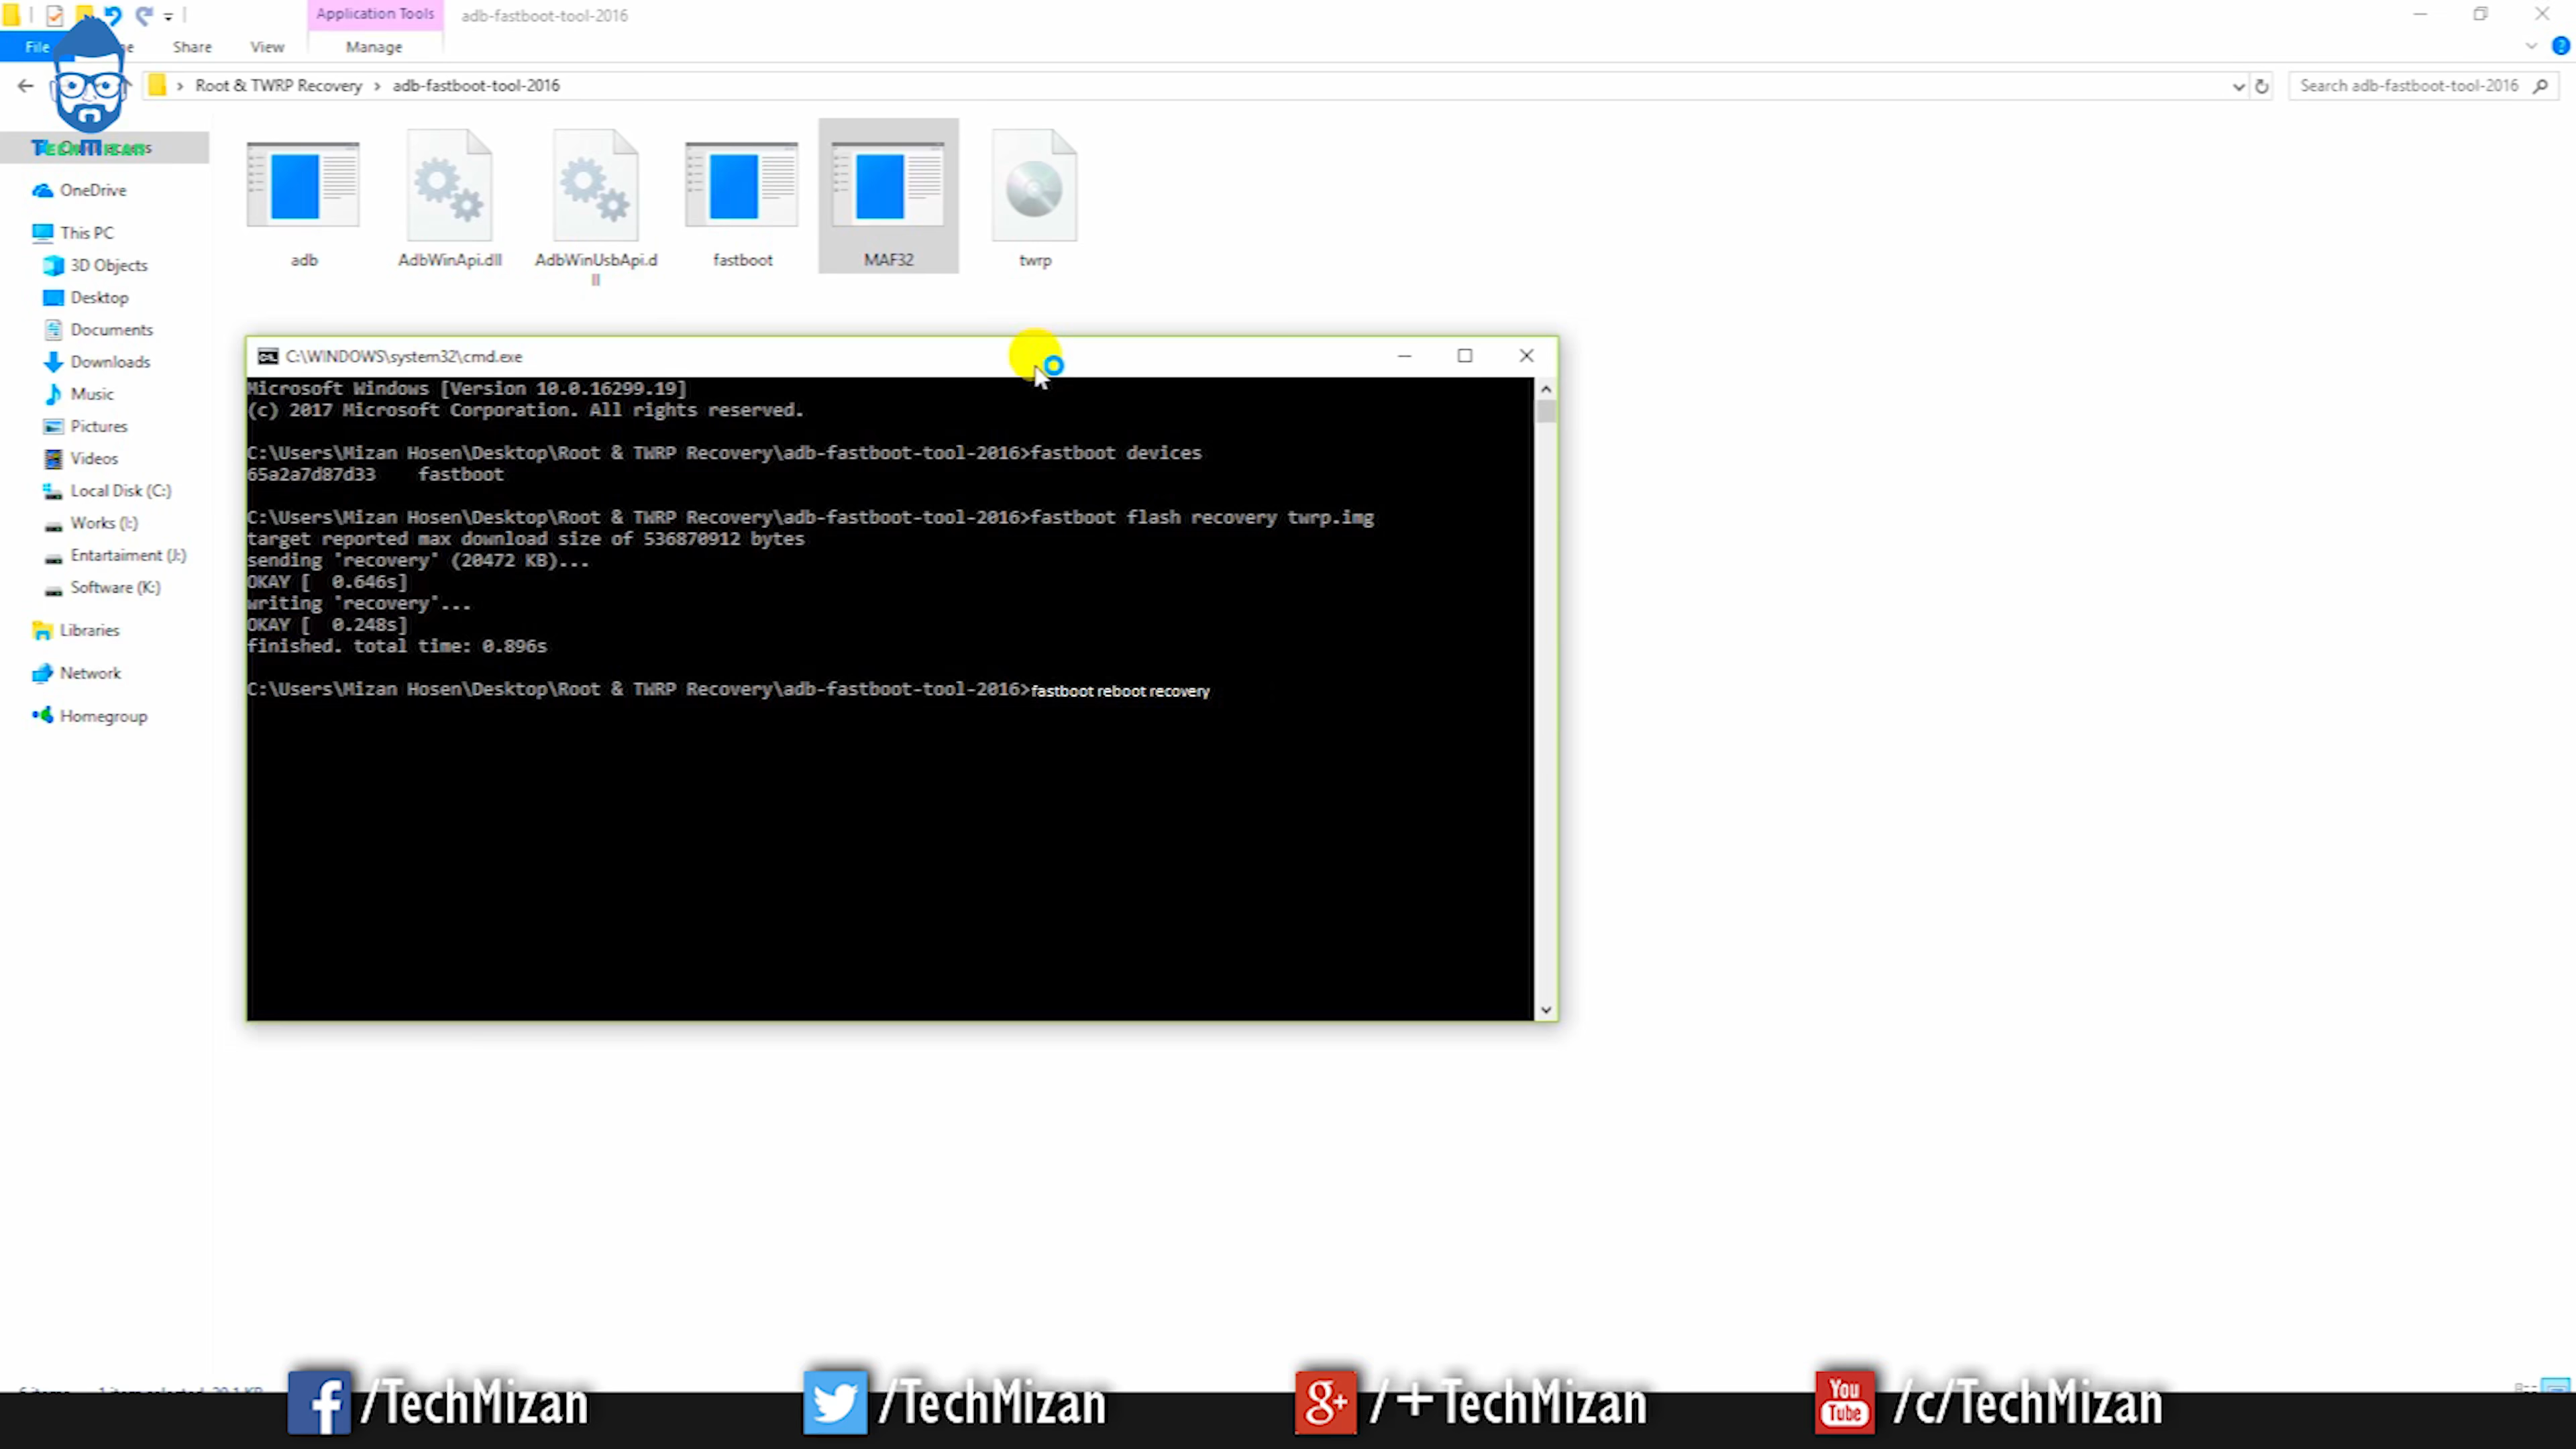 Application Tools
adb-fastboot-tool-2016
File
Share
View
Manage
Root & TWRP Recovery > adb-fastboot-tool-2016
Search adb-fastboot-tool-2016
TechMizan
OneDrive
This PC
3D Objects
Desktop
Documents
Downloads
Music
Pictures
Videos
Local Disk (C:)
Works (I:)
Entartaiment (J:)
Software (K:)
Libraries
Network
Homegroup
adb
AdbWinApi.dll
AdbWinUsbApi.d
ll
fastboot
MAF32
twrp
C:\WINDOWS\system32\cmd.exe
Microsoft Windows [Version 10.0.16299.19]
(c) 2017 Microsoft Corporation. All rights reserved.
C:\Users\Mizan Hosen\Desktop\Root & TWRP Recovery\adb-fastboot-tool-2016>fastboot devices
65a2a7d87d33 fastboot
C:\Users\Mizan Hosen\Desktop\Root & TWRP Recovery\adb-fastboot-tool-2016>fastboot flash recovery twrp.img
target reported max download size of 536870912 bytes
sending 'recovery' (20472 KB)...
OKAY [ 0.646s]
writing 'recovery'...
OKAY [ 0.248s]
finished. total time: 0.896s
C:\Users\Mizan Hosen\Desktop\Root & TWRP Recovery\adb-fastboot-tool-2016>fastboot reboot recovery
/TechMizan
/TechMizan
g+ /+TechMizan
You Tube /c/TechMizan